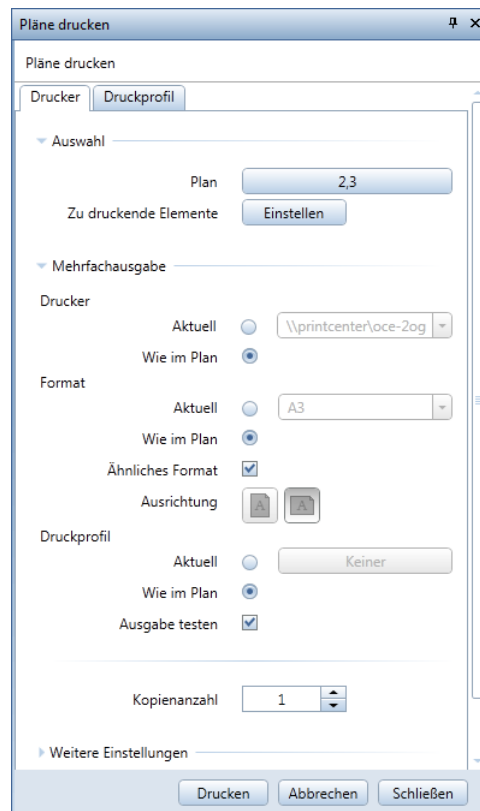 Pläne drucken
Pläne drucken
Drucker Druckprofil
Auswahl
Plan 2,3
Zu druckende Elemente Einstellen
Mehrfachausgabe
Drucker
Aktuell \\printcenter\oce-2og
Wie im Plan
Format
Aktuell A3
Wie im Plan
Ähnliches Format
Ausrichtung A A
Druckprofil
Aktuell Keiner
Wie im Plan
Ausgabe testen
Kopienanzahl 1
Weitere Einstellungen
Drucken Abbrechen Schließen